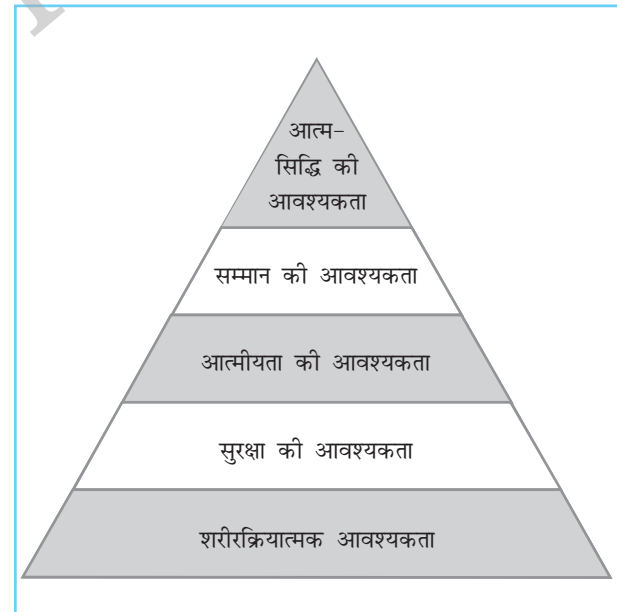 आत्म-
सिद्धि की
आवश्यकता
सम्मान की आवश्यकता
आत्मीयता की आवश्यकता
सुरक्षा की आवश्यकता
शरीरक्रियात्मक आवश्यकता